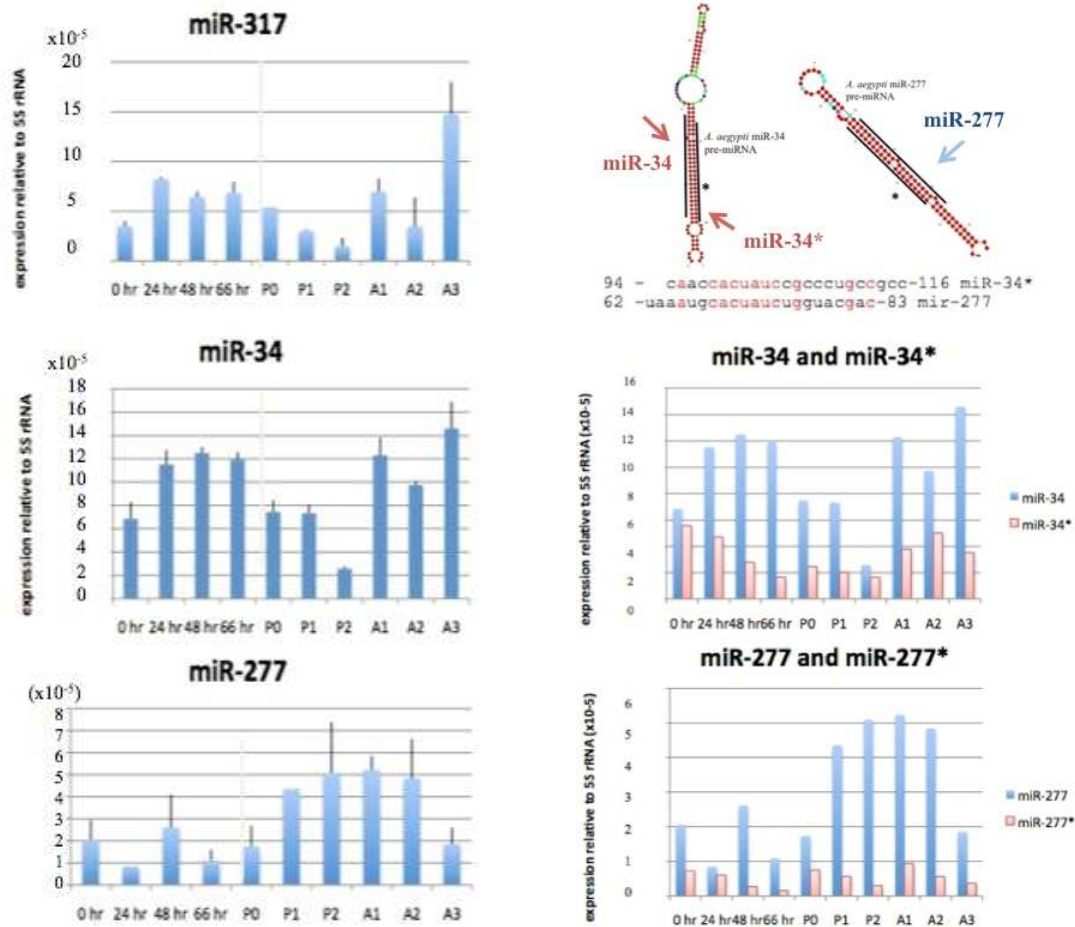 miR-317
x10-5
20
15
10
5
0
expression relative to 5S rRNA
0 hr 24 hr 48 hr 66 hr P0 P1 P2 A1 A2 A3
A. aegypti miR-34
pre-miRNA
miR-34
*
miR-34*
A. aegypti miR-277
pre-miRNA
miR-277
*
94 - caaccacuauccgcccugccgcc-116 miR-34*
62 -uaaaugcacuaucugguacgac-83 mir-277
miR-34
x10-5
18
16
14
12
10
8
6
4
2
0
expression relative to 5S rRNA
0 hr 24 hr 48 hr 66 hr P0 P1 P2 A1 A2 A3
miR-34 and miR-34*
16
14
12
10
8
6
4
2
0
expression relative to 5S rRNA (x10-5)
0 hr 24 hr 48 hr 66 hr P0 P1 P2 A1 A2 A3
miR-34
miR-34*
miR-277
(x10-5)
8
7
6
5
4
3
2
1
0
expression relative to 5S rRNA
0 hr 24 hr 48 hr 66 hr P0 P1 P2 A1 A2 A3
miR-277 and miR-277*
6
5
4
3
2
1
0
expression relative to 5S rRNA (x10-5)
0 hr 24 hr 48 hr 66 hr P0 P1 P2 A1 A2 A3
miR-277
miR-277*